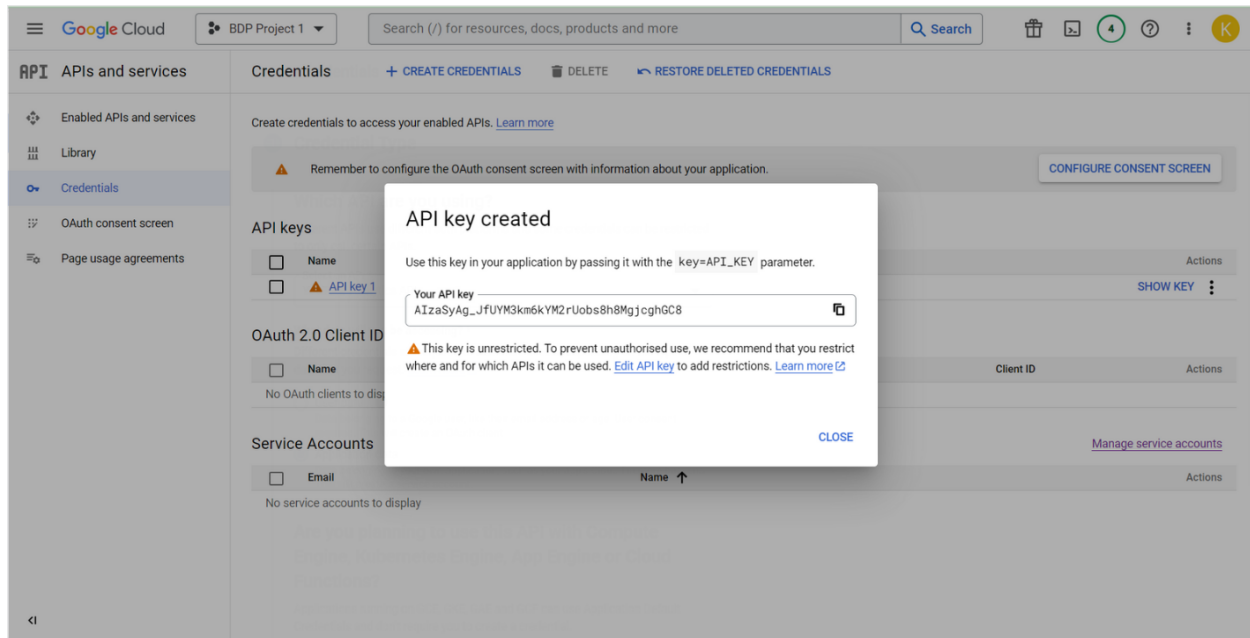 Google Cloud
BDP Project 1
Search (/) for resources, docs, products and more
Search
4
K
API APIs and services
Credentials
+ CREATE CREDENTIALS
DELETE
RESTORE DELETED CREDENTIALS
Enabled APIs and services
Library
Credentials
OAuth consent screen
Page usage agreements
Create credentials to access your enabled APIs. Learn more
Remember to configure the OAuth consent screen with information about your application.
CONFIGURE CONSENT SCREEN
API keys
Name
Actions
API key 1
SHOW KEY
OAuth 2.0 Client ID
Name
Client ID
Actions
No OAuth clients to
Service Accounts
Manage service accounts
Email
Name
Actions
No service accounts to display
API key created
Use this key in your application by passing it with the key=API_KEY parameter.
Your API key
AIzaSyAg_JfUYM3km6kYM2rUobs8h8MgjcghGC8
This key is unrestricted. To prevent unauthorised use, we recommend that you restrict
where and for which APIs it can be used. Edit API key to add restrictions. Learn more
CLOSE